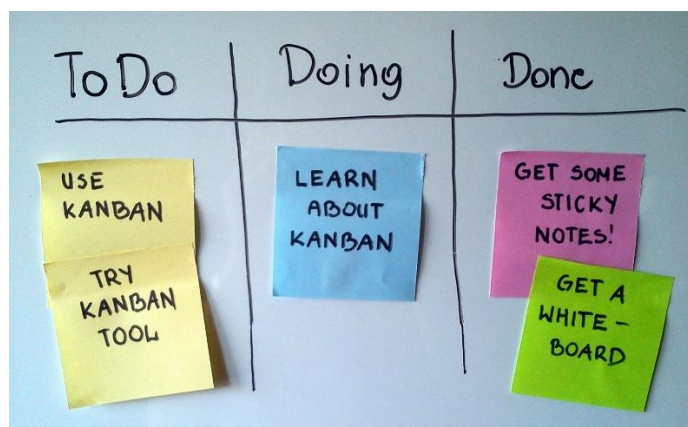 To Do
Doing
Done
USE
KANBAN
TRY
KANBAN
TOOL
LEARN
ABOUT
KANBAN
GET SOME
STICKY
NOTES!
GET A
WHITE-
BOARD